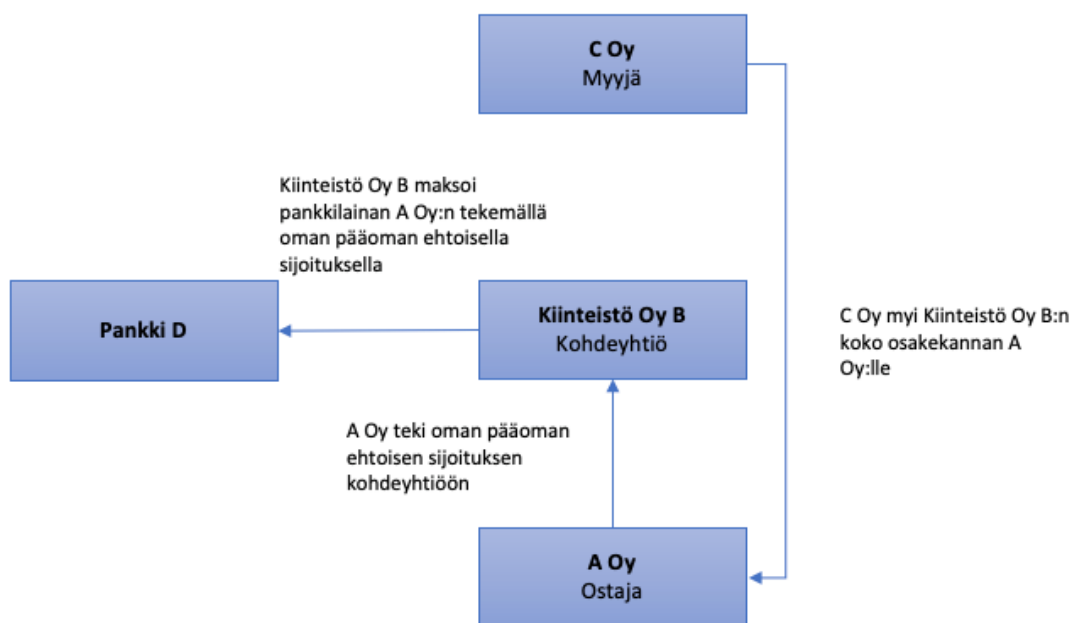 C Oy
Myyjä
Kiinteistö Oy B maksoi
pankkilainan A Oy:n tekemällä
oman pääoman ehtoisella
sijoituksella
Pankki D
Kiinteistö Oy B
Kohdeyhtiö
C Oy myi Kiinteistö Oy B:n
koko osakekannan A
Oy:lle
A Oy teki oman pääoman
ehtoisen sijoituksen
kohdeyhtiöön
A Oy
Ostaja